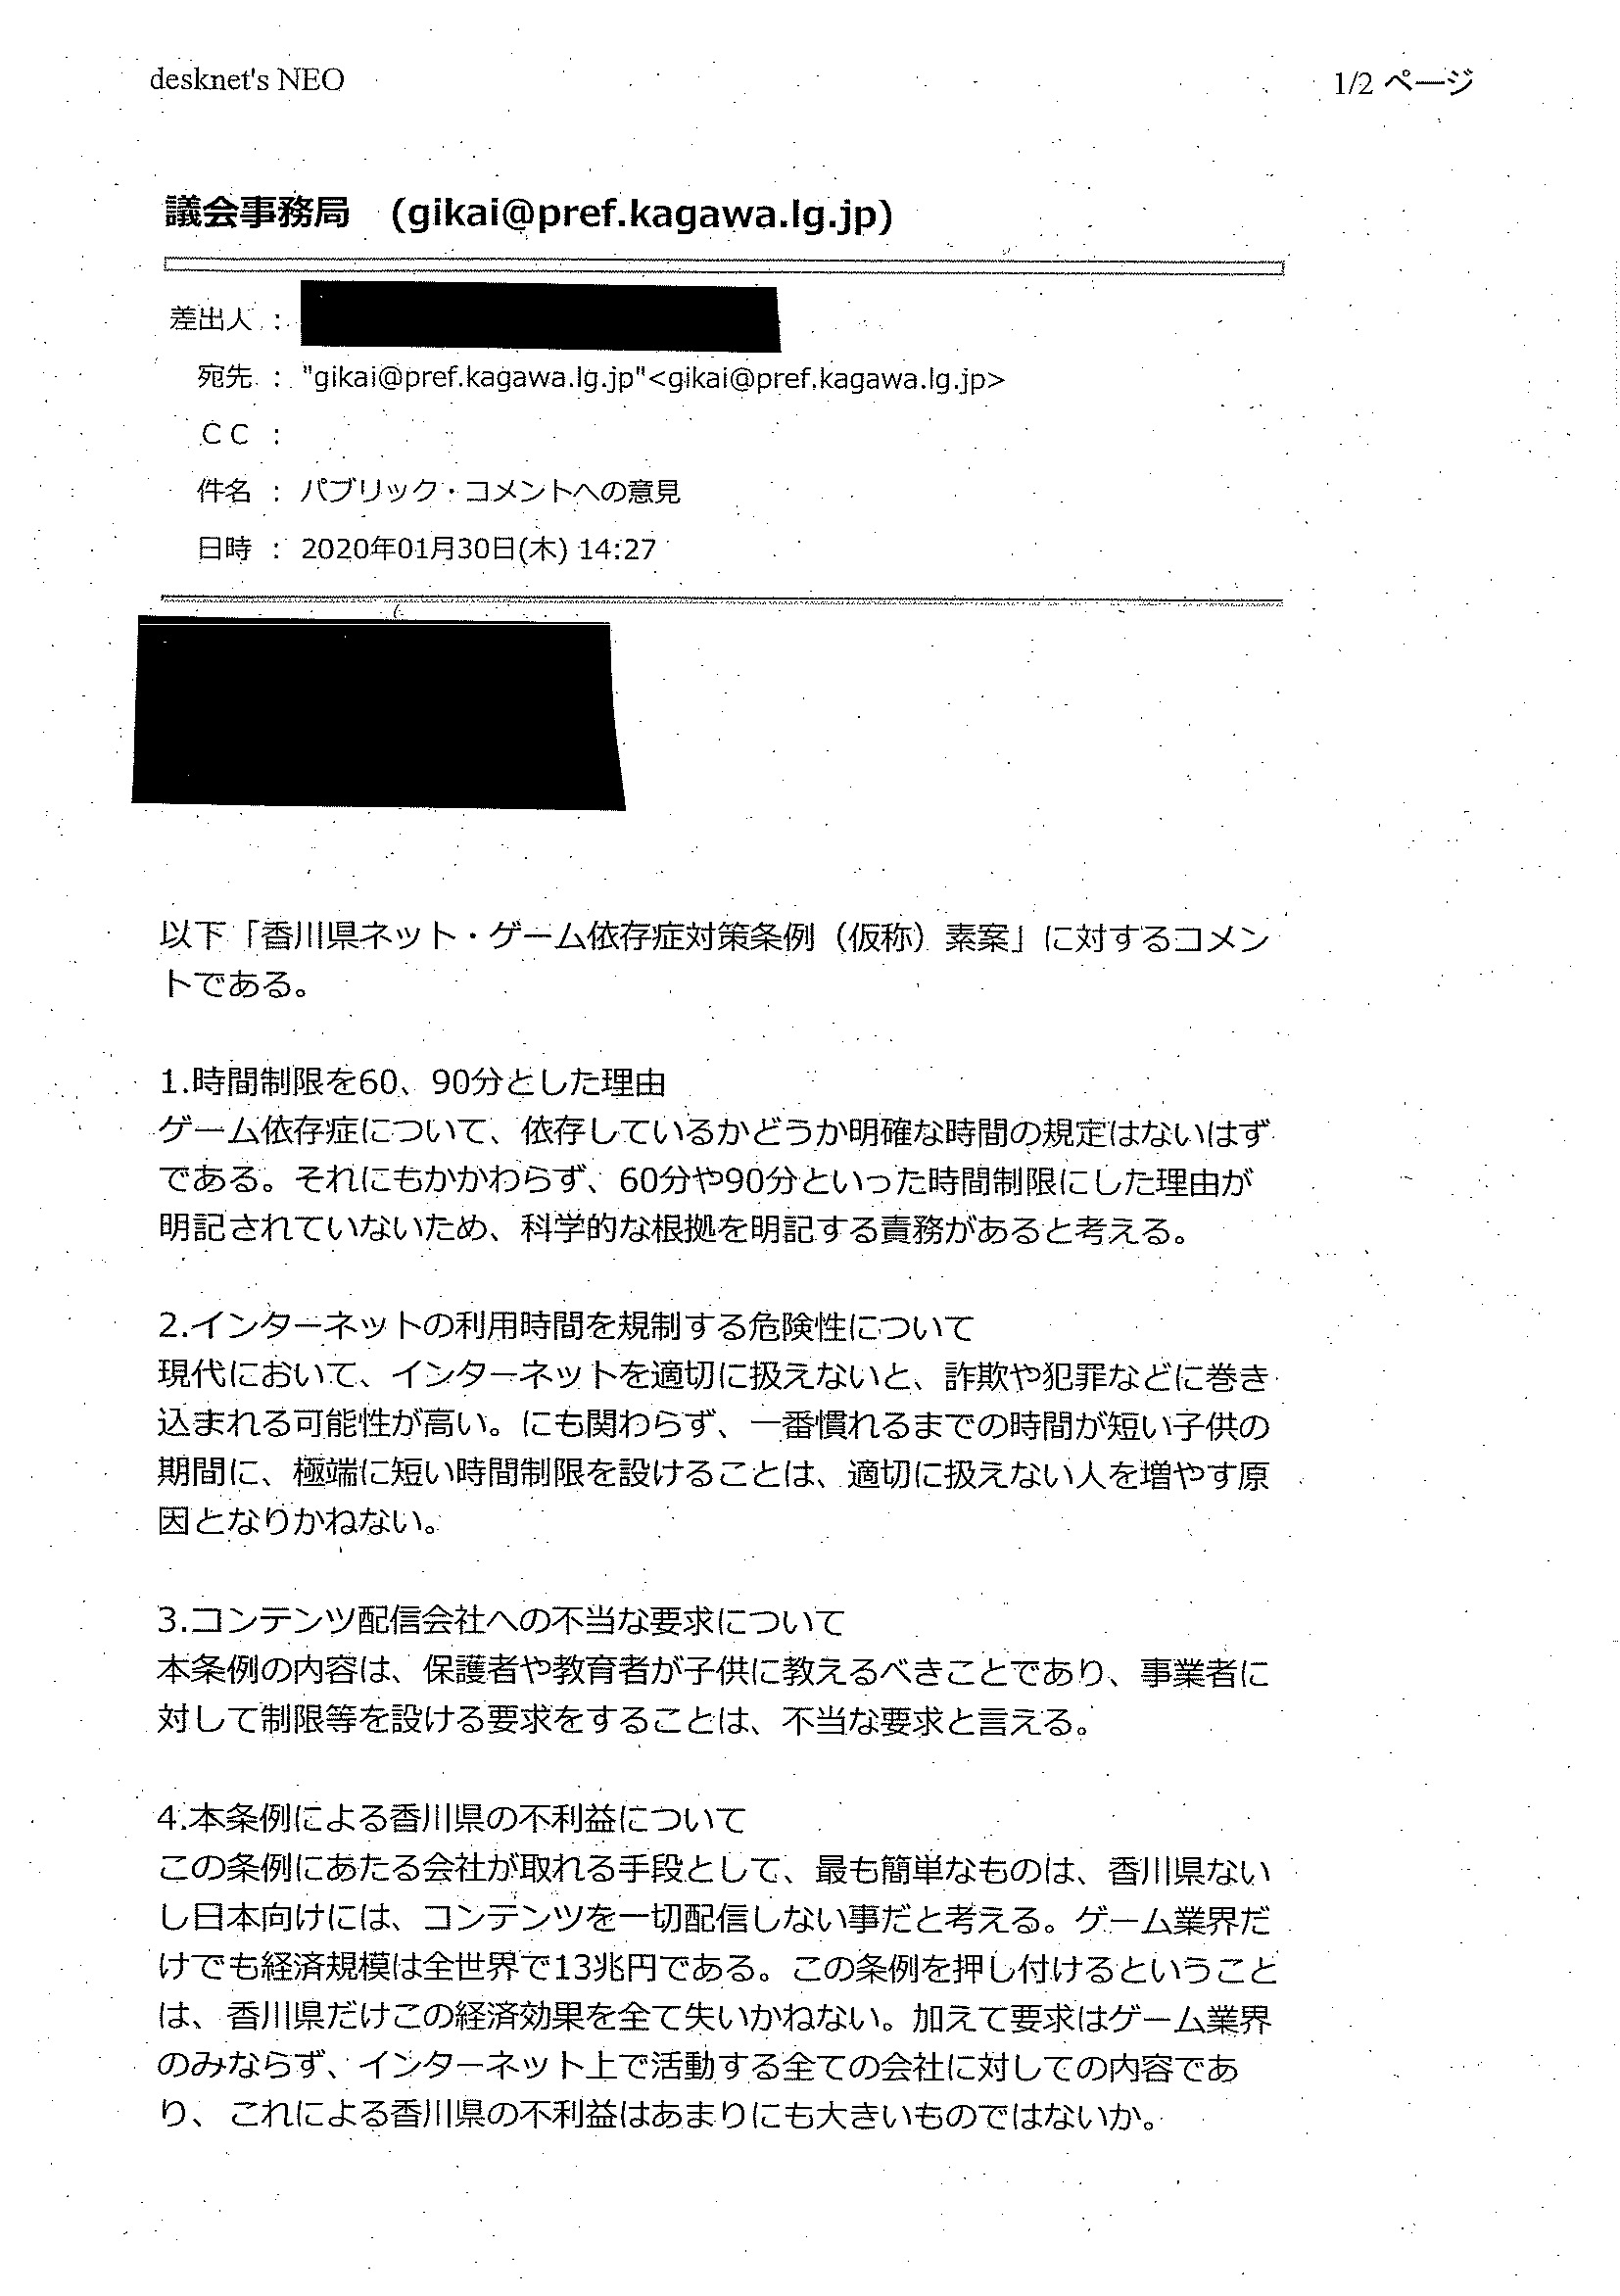 desknet's NEO
1/2 ページ
議会事務局 (gikai@pref.kagawa.lg.jp)
差出人 :
宛先 : "gikai@pref.kagawa.lg.jp"<gikai@pref.kagawa.lg.jp>
ＣＣ :
件名 : パブリック・コメントへの意見
日時 : 2020年01月30日(木) 14:27
以下「香川県ネット・ゲーム依存症対策条例（仮称）素案」に対するコメン
トである。
1.時間制限を60、90分とした理由
ゲーム依存症について、依存しているかどうか明確な時間の規定はないはず
である。それにもかかわらず、60分や90分といった時間制限にした理由が
明記されていないため、科学的な根拠を明記する責務があると考える。
2.インターネットの利用時間を規制する危険性について
現代において、インターネットを適切に扱えないと、詐欺や犯罪などに巻き
込まれる可能性が高い。にも関わらず、一番慣れるまでの時間が短い子供の
期間に、極端に短い時間制限を設けることは、適切に扱えない人を増やす原
因となりかねない。
3.コンテンツ配信会社への不当な要求について
本条例の内容は、保護者や教育者が子供に教えるべきことであり、事業者に
対して制限等を設ける要求をすることは、不当な要求と言える。
4.本条例による香川県の不利益について
この条例にあたる会社が取れる手段として、最も簡単なものは、香川県ない
し日本向けには、コンテンツを一切配信しない事だと考える。ゲーム業界だ
けでも経済規模は全世界で13兆円である。この条例を押し付けるということ
は、香川県だけこの経済効果を全て失いかねない。加えて要求はゲーム業界
のみならず、インターネット上で活動する全ての会社に対しての内容であ
り、これによる香川県の不利益はあまりにも大きいものではないか。